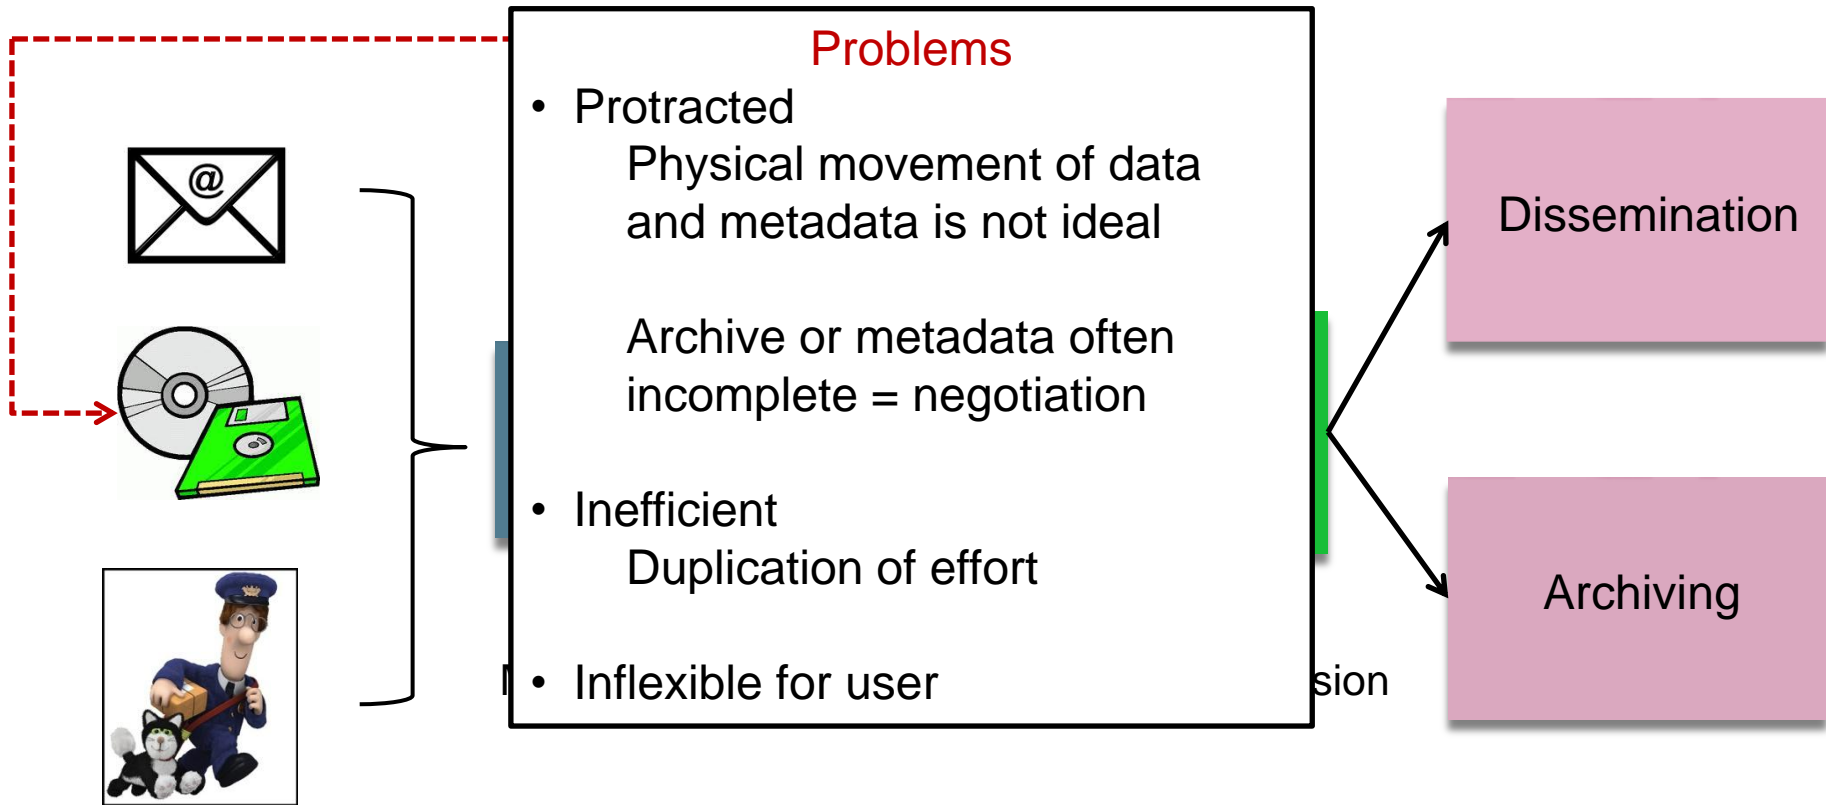 Problems
• Protracted
Physical movement of data
and metadata is not ideal
Archive or metadata often
incomplete = negotiation
• Inefficient
Duplication of effort
• Inflexible for user
sion
@
Dissemination
Archiving